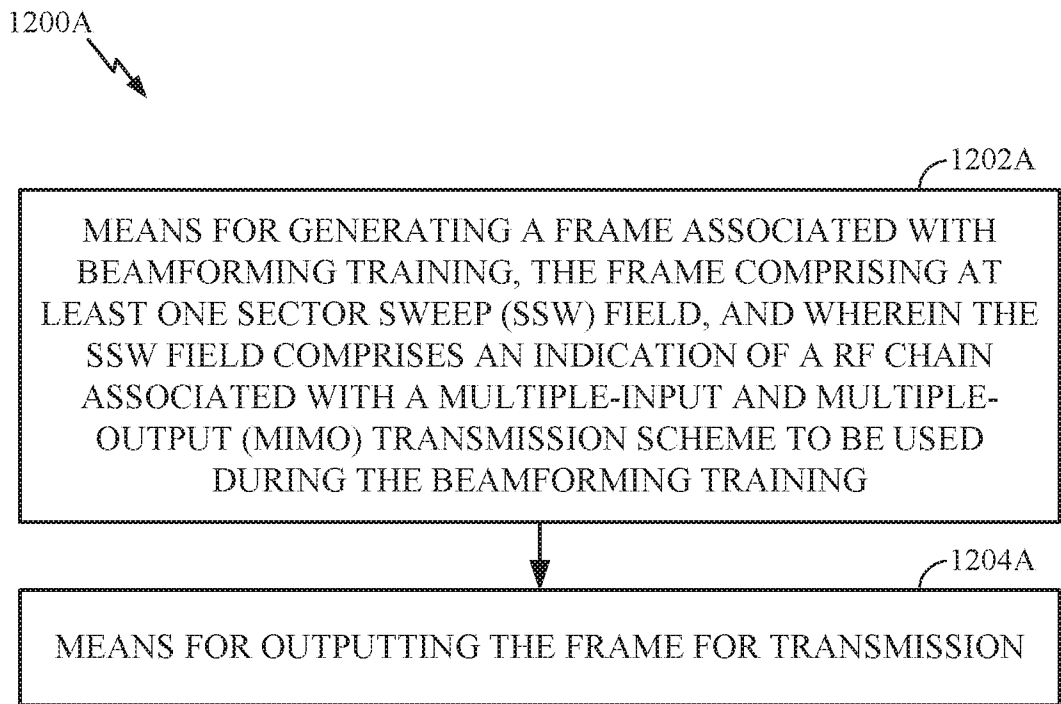 1200A
1202A
MEANS FOR GENERATING A FRAME ASSOCIATED WITH
BEAMFORMING TRAINING, THE FRAME COMPRISING AT
LEAST ONE SECTOR SWEEP (SSW) FIELD, AND WHEREIN THE
SSW FIELD COMPRISES AN INDICATION OF A RF CHAIN
ASSOCIATED WITH A MULTIPLE-INPUT AND MULTIPLE-
OUTPUT (MIMO) TRANSMISSION SCHEME TO BE USED
DURING THE BEAMFORMING TRAINING
1204A
MEANS FOR OUTPUTTING THE FRAME FOR TRANSMISSION